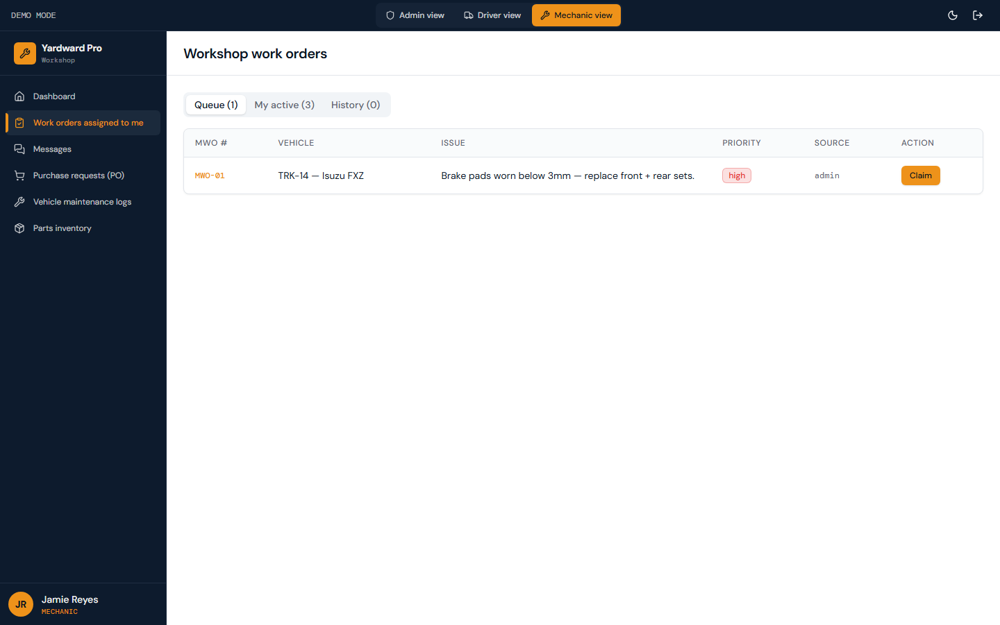 DEMO MODE
Admin view
Driver view
Mechanic view
Yardward Pro
Workshop
Dashboard
Work orders assigned to me
Messages
Purchase requests (PO)
Vehicle maintenance logs
Parts inventory
Jamie Reyes
MECHANIC
JR
Workshop work orders
Queue (1)
My active (3)
History (0)
MWO # VEHICLE ISSUE PRIORITY SOURCE ACTION
MWO-01 TRK-14 — Isuzu FXZ Brake pads worn below 3mm — replace front + rear sets. high admin Claim